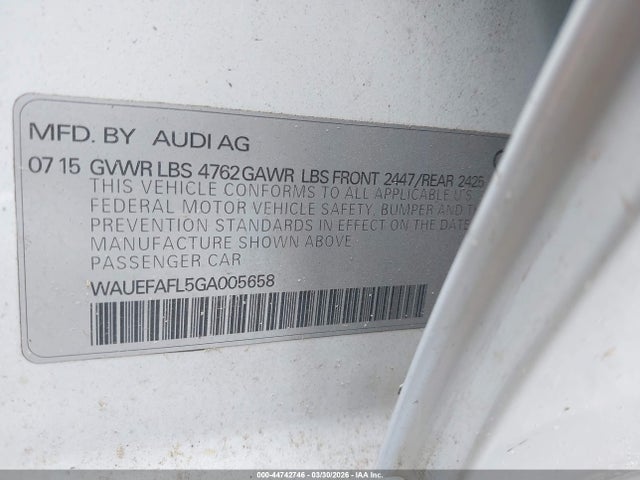 MFD. BY AUDI AG
07 15 GVWR LBS 4762 GAWR LBS FRONT 2447/REAR 2425
THIS VEHICLE CONFORMS TO ALL APPLICABLE U.S.
FEDERAL MOTOR VEHICLE SAFETY, BUMPER AND
PREVENTION STANDARDS IN EFFECT ON THE DATE
MANUFACTURE SHOWN ABOVE
PASSENGER CAR
WAUEFAFL5GA005658
000-44742746 - 03/30/2026 - IAA Inc.